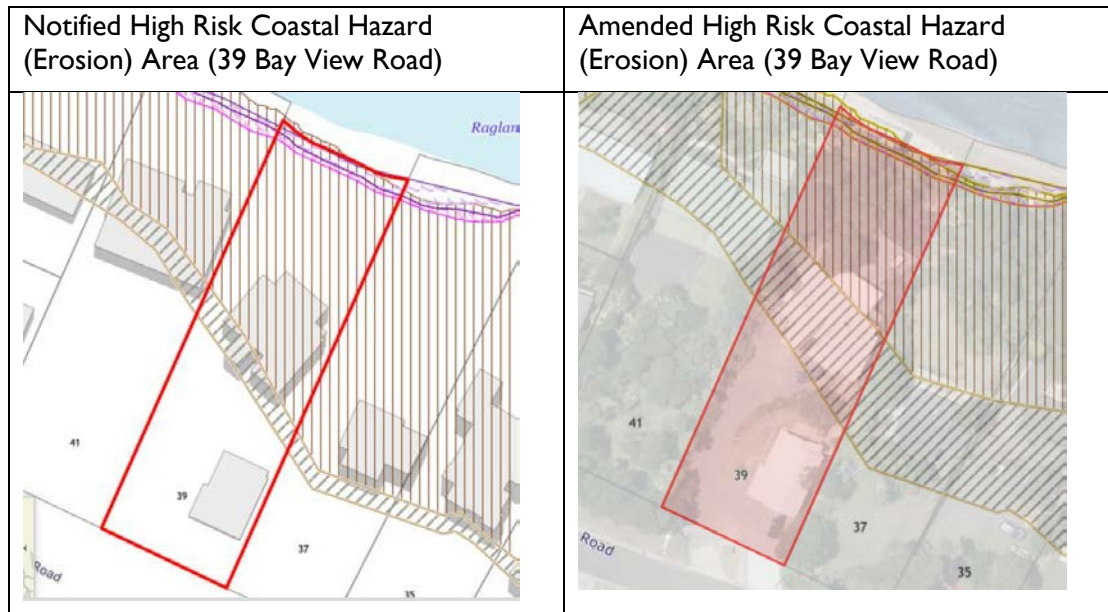 Notified High Risk Coastal Hazard
(Erosion) Area (39 Bay View Road)
Amended High Risk Coastal Hazard
(Erosion) Area (39 Bay View Road)
Raglan
41
39
37
35
Road
41
39
37
35
Road